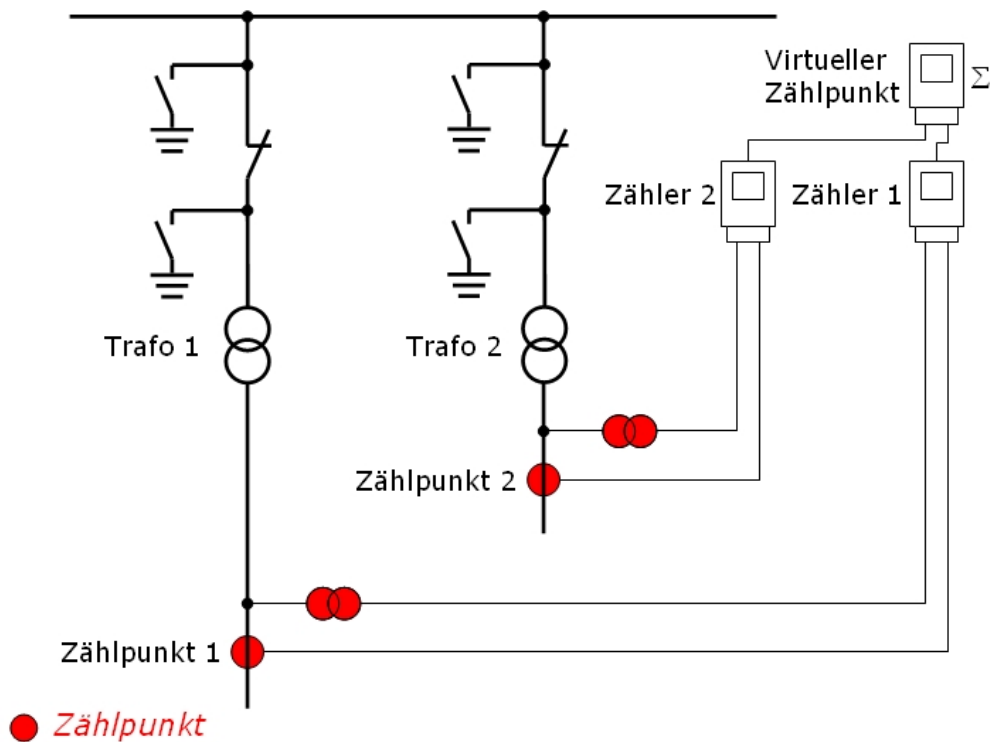 Virtueller
Zählpunkt
Σ
Zähler 2
Zähler 1
Trafo 1
Trafo 2
Zählpunkt 2
Zählpunkt 1
Zählpunkt